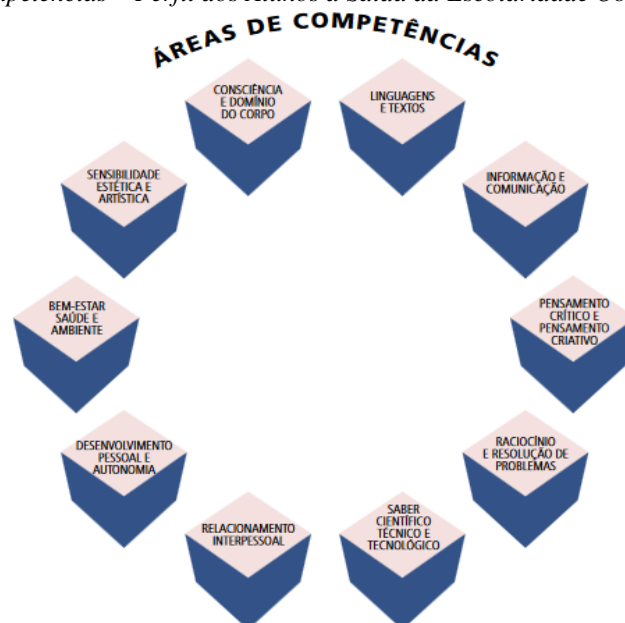 Perfil dos Alunos à Saída da Escolaridade
ÁREAS DE COMPETÊNCIAS
CONSCIÊNCIA
E DOMÍNIO
DO CORPO
LINGUAGENS
E TEXTOS
SENSIBILIDADE
ESTÉTICA E
ARTÍSTICA
INFORMAÇÃO E
COMUNICAÇÃO
BEM-ESTAR
SAÚDE E
AMBIENTE
PENSAMENTO
CRÍTICO E
PENSAMENTO
CRIATIVO
DESENVOLVIMENTO
PESSOAL E
AUTONOMIA
RACIOCÍNIO
E RESOLUÇÃO DE
PROBLEMAS
RELACIONAMENTO
INTERPESSOAL
SABER
CIENTÍFICO
TÉCNICO E
TECNOLÓGICO